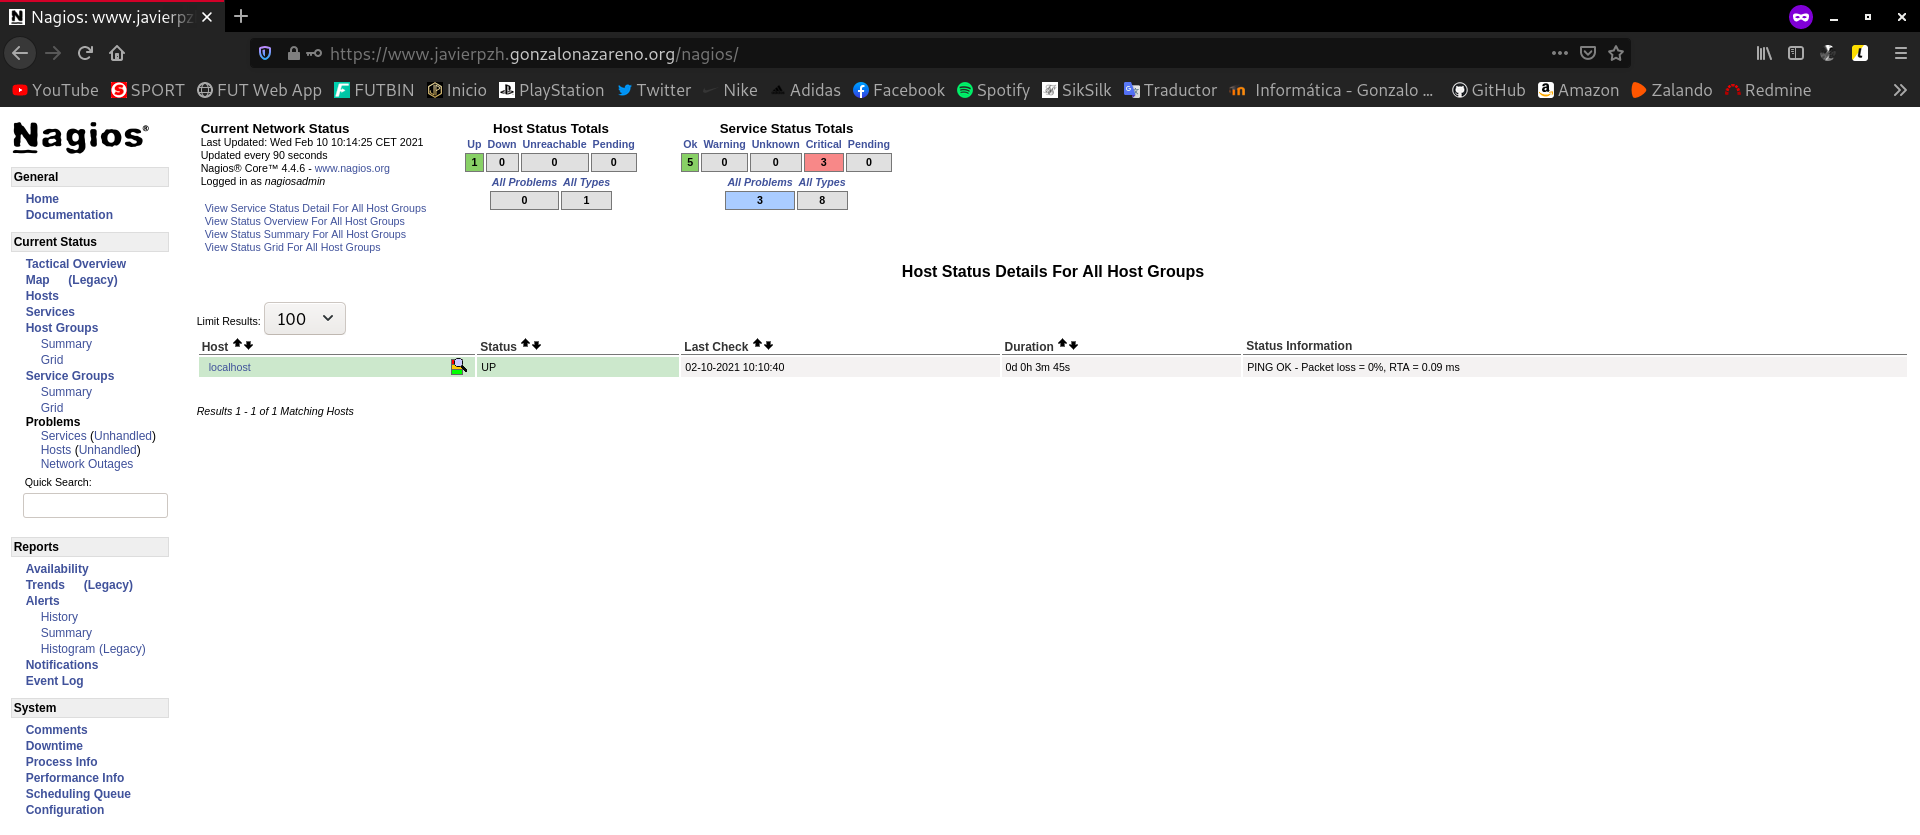 Nagios: www.javierpz
https://www.javierpzh.gonzalonazareno.org/nagios/
YouTube SPORT FUT Web App FUTBIN Inicio PlayStation Twitter Nike Adidas Facebook Spotify SikSilk Traductor Informática - Gonzalo ... GitHub Amazon Zalando Redmine
Nagios®
General
Home
Documentation
Current Status
Tactical Overview
Map (Legacy)
Hosts
Services
Host Groups
Summary
Grid
Service Groups
Summary
Grid
Problems
Services (Unhandled)
Hosts (Unhandled)
Network Outages
Quick Search:
Reports
Availability
Trends (Legacy)
Alerts
History
Summary
Histogram (Legacy)
Notifications
Event Log
System
Comments
Downtime
Process Info
Performance Info
Scheduling Queue
Configuration
Current Network Status
Last Updated: Wed Feb 10 10:14:25 CET 2021
Updated every 90 seconds
Nagios® Core™ 4.4.6 - www.nagios.org
Logged in as nagiosadmin
View Service Status Detail For All Host Groups
View Status Overview For All Host Groups
View Status Summary For All Host Groups
View Status Grid For All Host Groups
Host Status Totals
Up Down Unreachable Pending
1 0 0 0
All Problems All Types
0 1
Service Status Totals
Ok Warning Unknown Critical Pending
5 0 0 3 0
All Problems All Types
3 8
Host Status Details For All Host Groups
Limit Results: 100
Host Status Last Check Duration Status Information
localhost UP 02-10-2021 10:10:40 0d 0h 3m 45s PING OK - Packet loss = 0%, RTA = 0.09 ms
Results 1 - 1 of 1 Matching Hosts